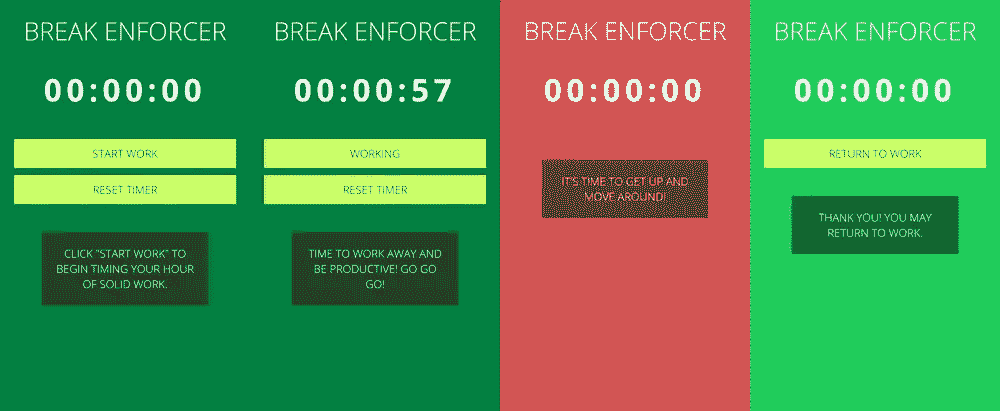 BREAK ENFORCER
00:00:00
START WORK
RESET TIMER
CLICK "START WORK" TO
BEGIN TIMING YOUR HOUR
OF SOLID WORK.
BREAK ENFORCER
00:00:57
WORKING
RESET TIMER
TIME TO WORK AWAY AND
BE PRODUCTIVE! GO GO
GO!
BREAK ENFORCER
00:00:00
IT'S TIME TO GET UP AND
MOVE AROUND!
BREAK ENFORCER
00:00:00
RETURN TO WORK
THANK YOU! YOU MAY
RETURN TO WORK.